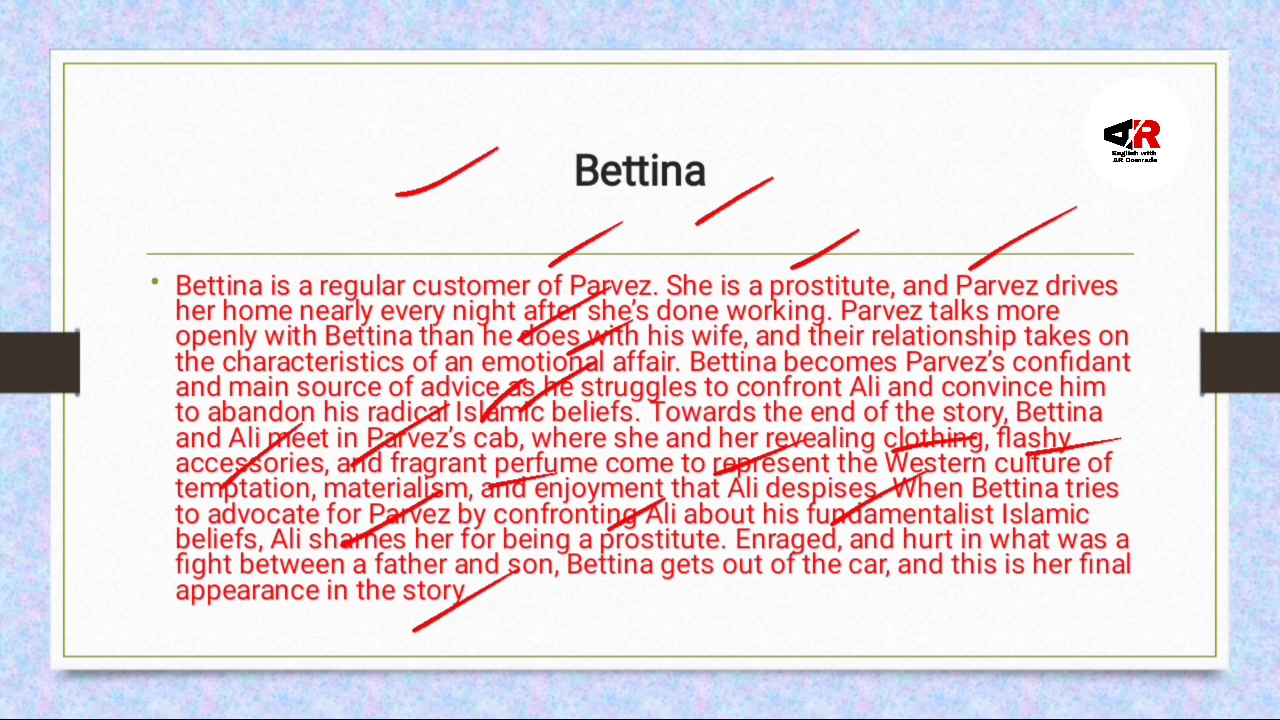 AR
English with
AR Comrade
Bettina
• Bettina is a regular customer of Parvez. She is a prostitute, and Parvez drives
her home nearly every night after she’s done working. Parvez talks more
openly with Bettina than he does with his wife, and their relationship takes on
the characteristics of an emotional affair. Bettina becomes Parvez’s confidant
and main source of advice as he struggles to confront Ali and convince him
to abandon his radical Islamic beliefs. Towards the end of the story, Bettina
and Ali meet in Parvez’s cab, where she and her revealing clothing, flashy
accessories, and fragrant perfume come to represent the Western culture of
temptation, materialism, and enjoyment that Ali despises. When Bettina tries
to advocate for Parvez by confronting Ali about his fundamentalist Islamic
beliefs, Ali shames her for being a prostitute. Enraged, and hurt in what was a
fight between a father and son, Bettina gets out of the car, and this is her final
appearance in the story.